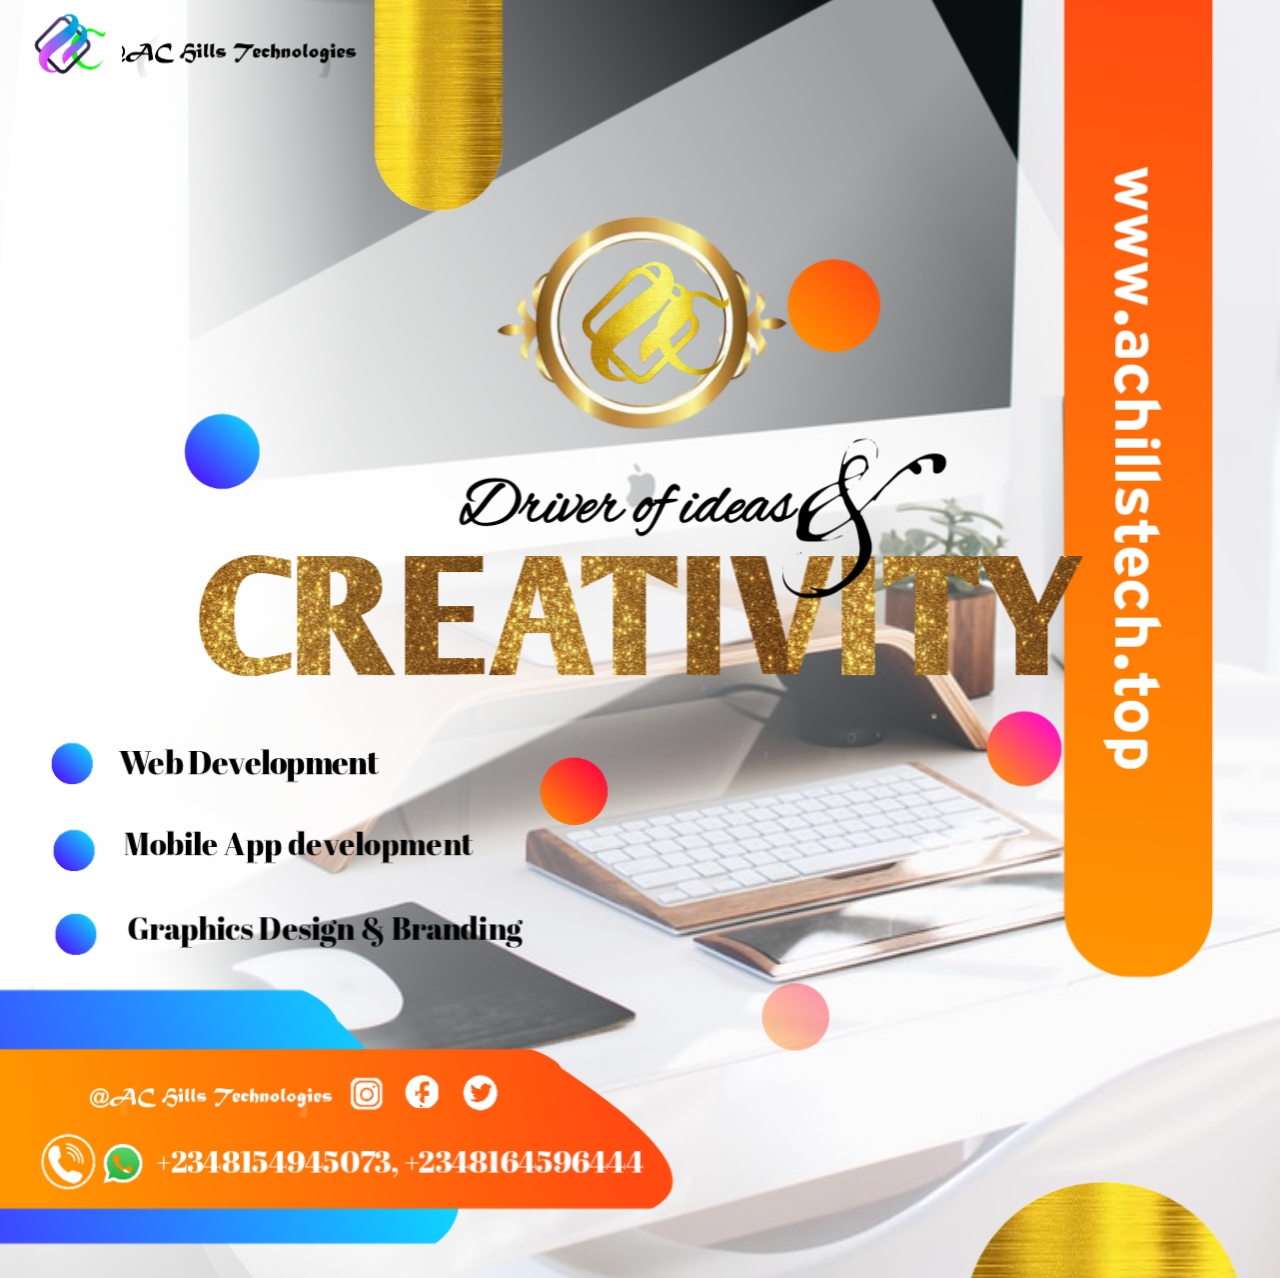 @AC Hills Technologies
www.achillstech.top
Driver of ideas &
CREATIVITY
Web Development
Mobile App development
Graphics Design & Branding
@AC Hills Technologies
+2348154945073, +2348164596444